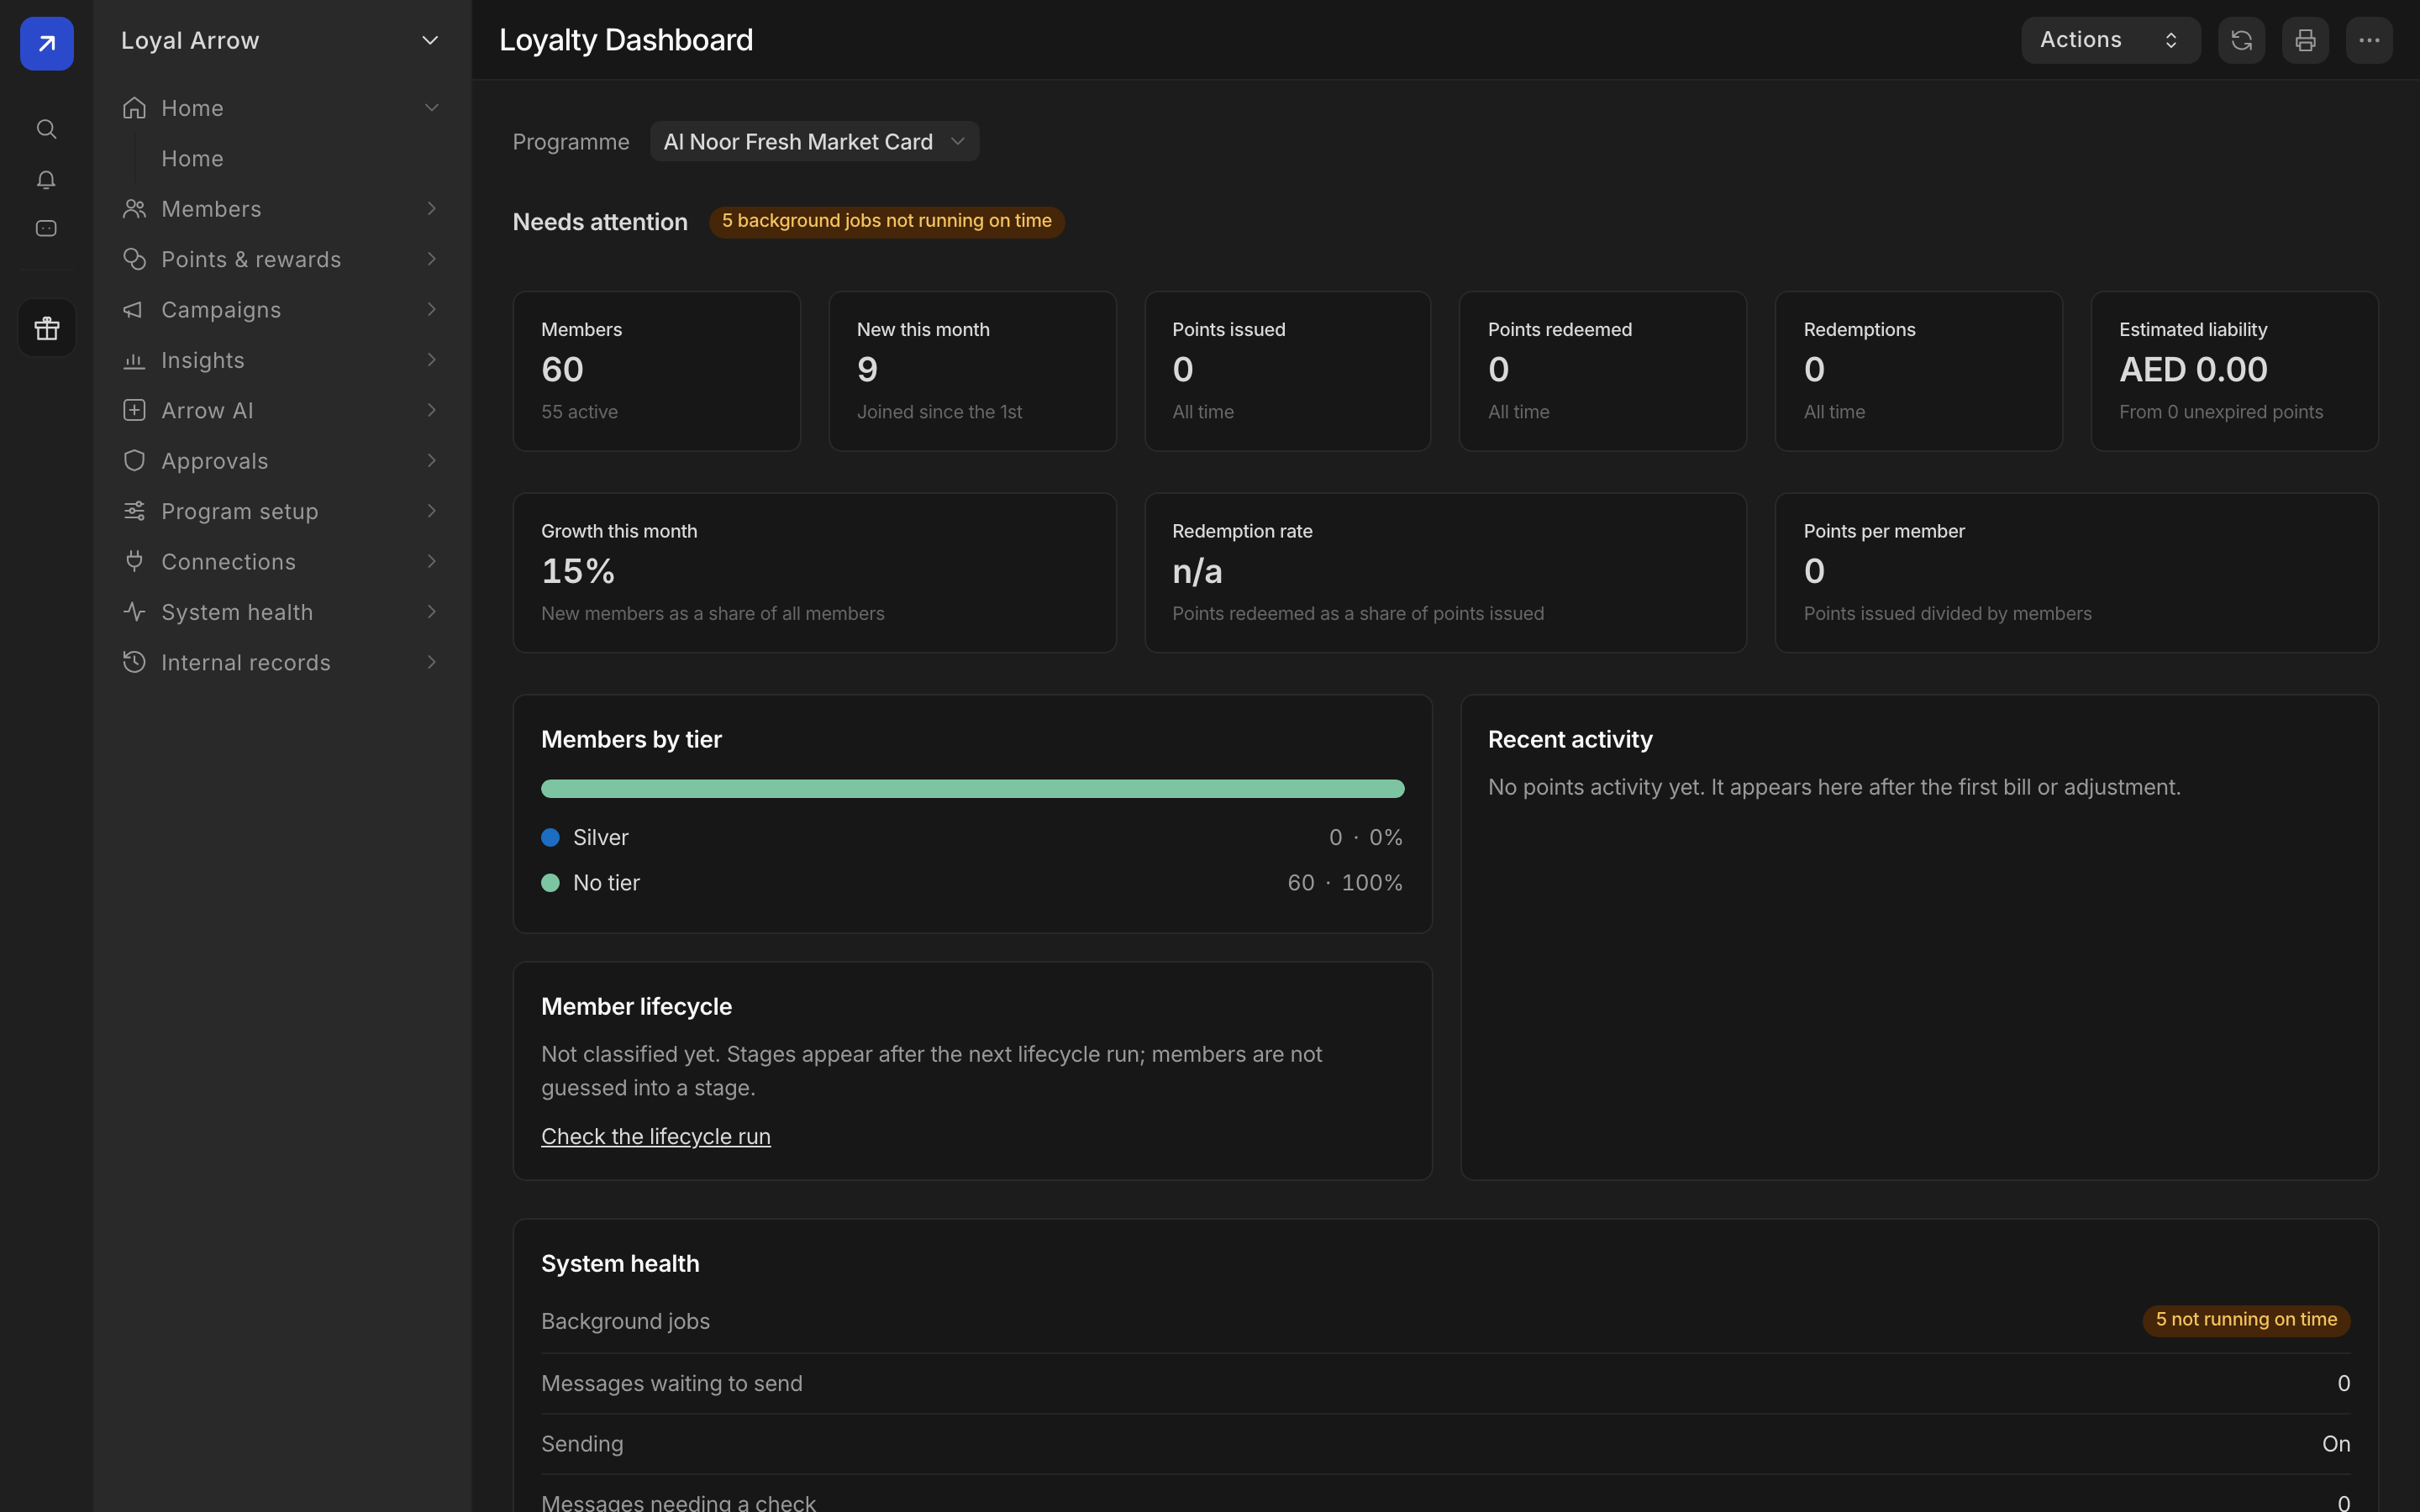 Loyal Arrow
Home
Home
Members
Points & rewards
Campaigns
Insights
Arrow AI
Approvals
Program setup
Connections
System health
Internal records
Loyalty Dashboard
Actions
Programme
Al Noor Fresh Market Card
Needs attention
5 background jobs not running on time
Members
60
55 active
New this month
9
Joined since the 1st
Points issued
0
All time
Points redeemed
0
All time
Redemptions
0
All time
Estimated liability
AED 0.00
From 0 unexpired points
Growth this month
15%
New members as a share of all members
Redemption rate
n/a
Points redeemed as a share of points issued
Points per member
0
Points issued divided by members
Members by tier
Silver
0 · 0%
No tier
60 · 100%
Recent activity
No points activity yet. It appears here after the first bill or adjustment.
Member lifecycle
Not classified yet. Stages appear after the next lifecycle run; members are not
guessed into a stage.
Check the lifecycle run
System health
Background jobs
5 not running on time
Messages waiting to send
0
Sending
On
Messages needing a check
0